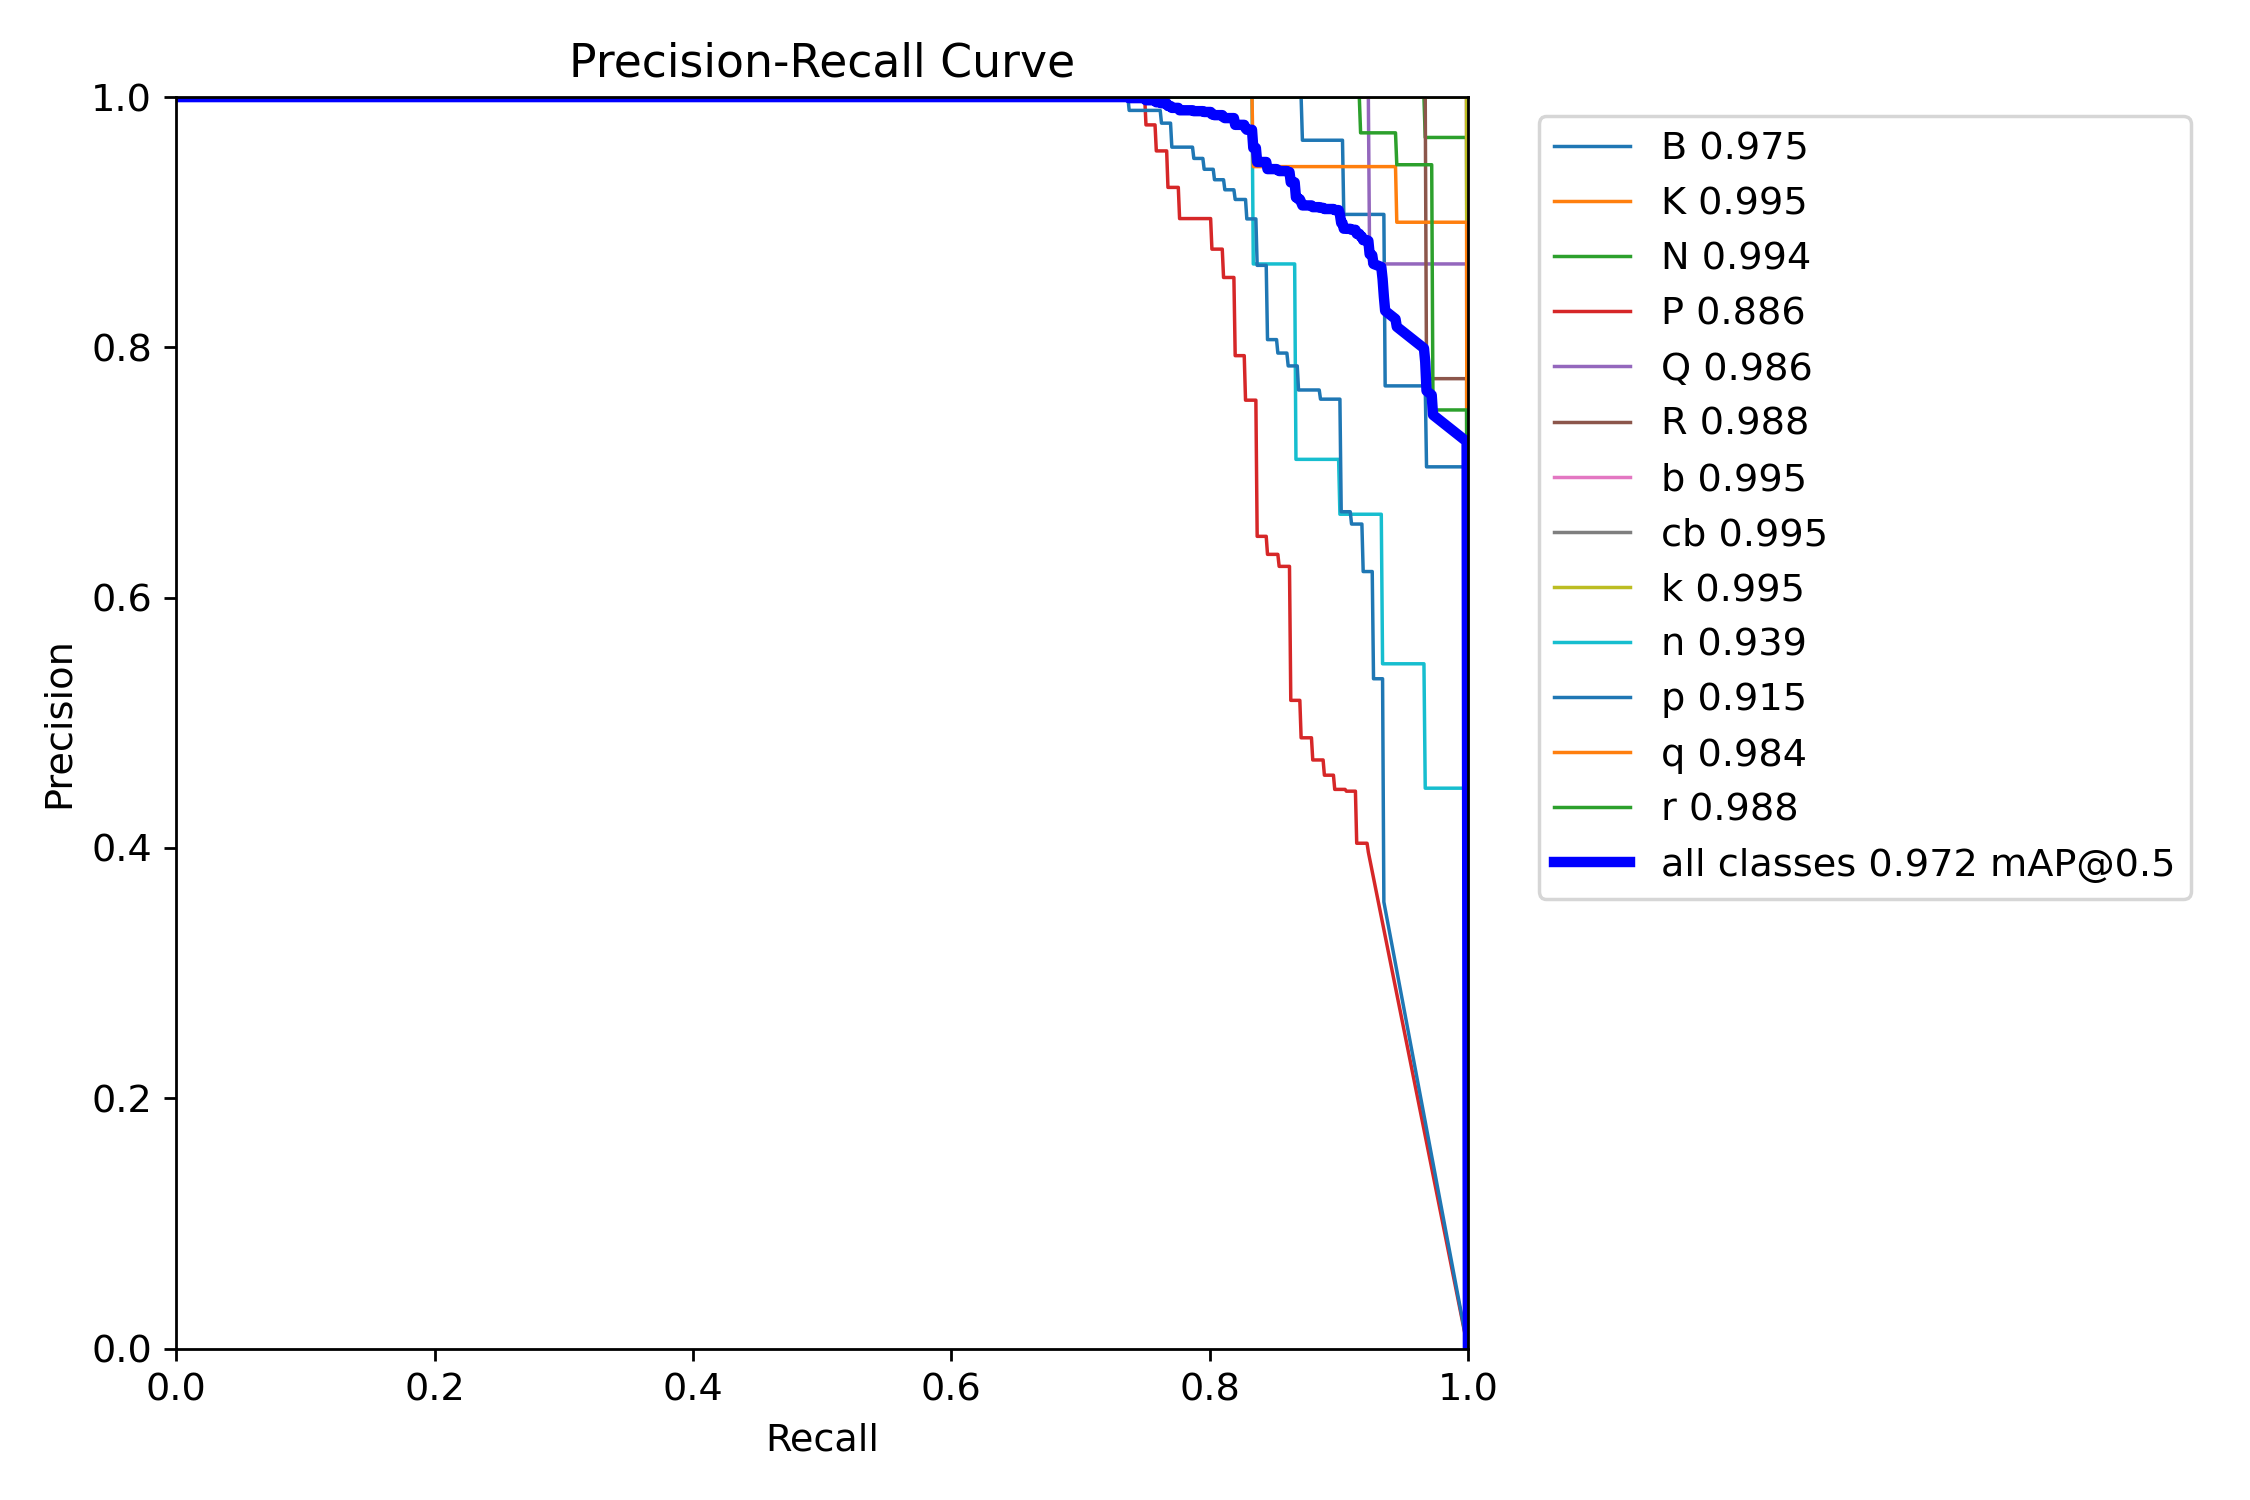 Precision-Recall Curve
1.0
0.8
0.6
0.4
0.2
0.0
Precision
0.0 0.2 0.4 0.6 0.8 1.0
Recall
B 0.975
K 0.995
N 0.994
P 0.886
Q 0.986
R 0.988
b 0.995
cb 0.995
k 0.995
n 0.939
p 0.915
q 0.984
r 0.988
all classes 0.972 mAP@0.5